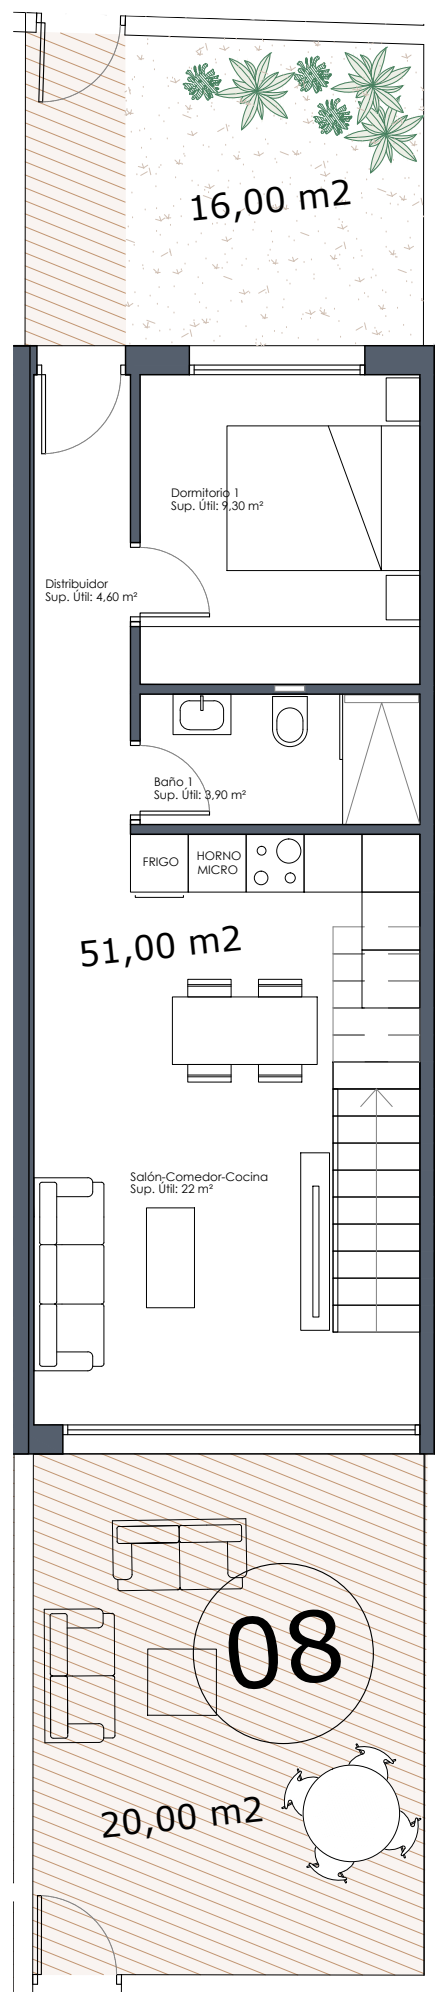 16,00 m2
Dormitorio 1
Sup. Útil: 9,30 m²
Distribuidor
Sup. Útil: 4,60 m²
Baño 1
Sup. Útil: 3,90 m²
FRIGO
HORNO
MICRO
51,00 m2
Salón-Comedor-Cocina
Sup. Útil: 22 m²
08
20,00 m2